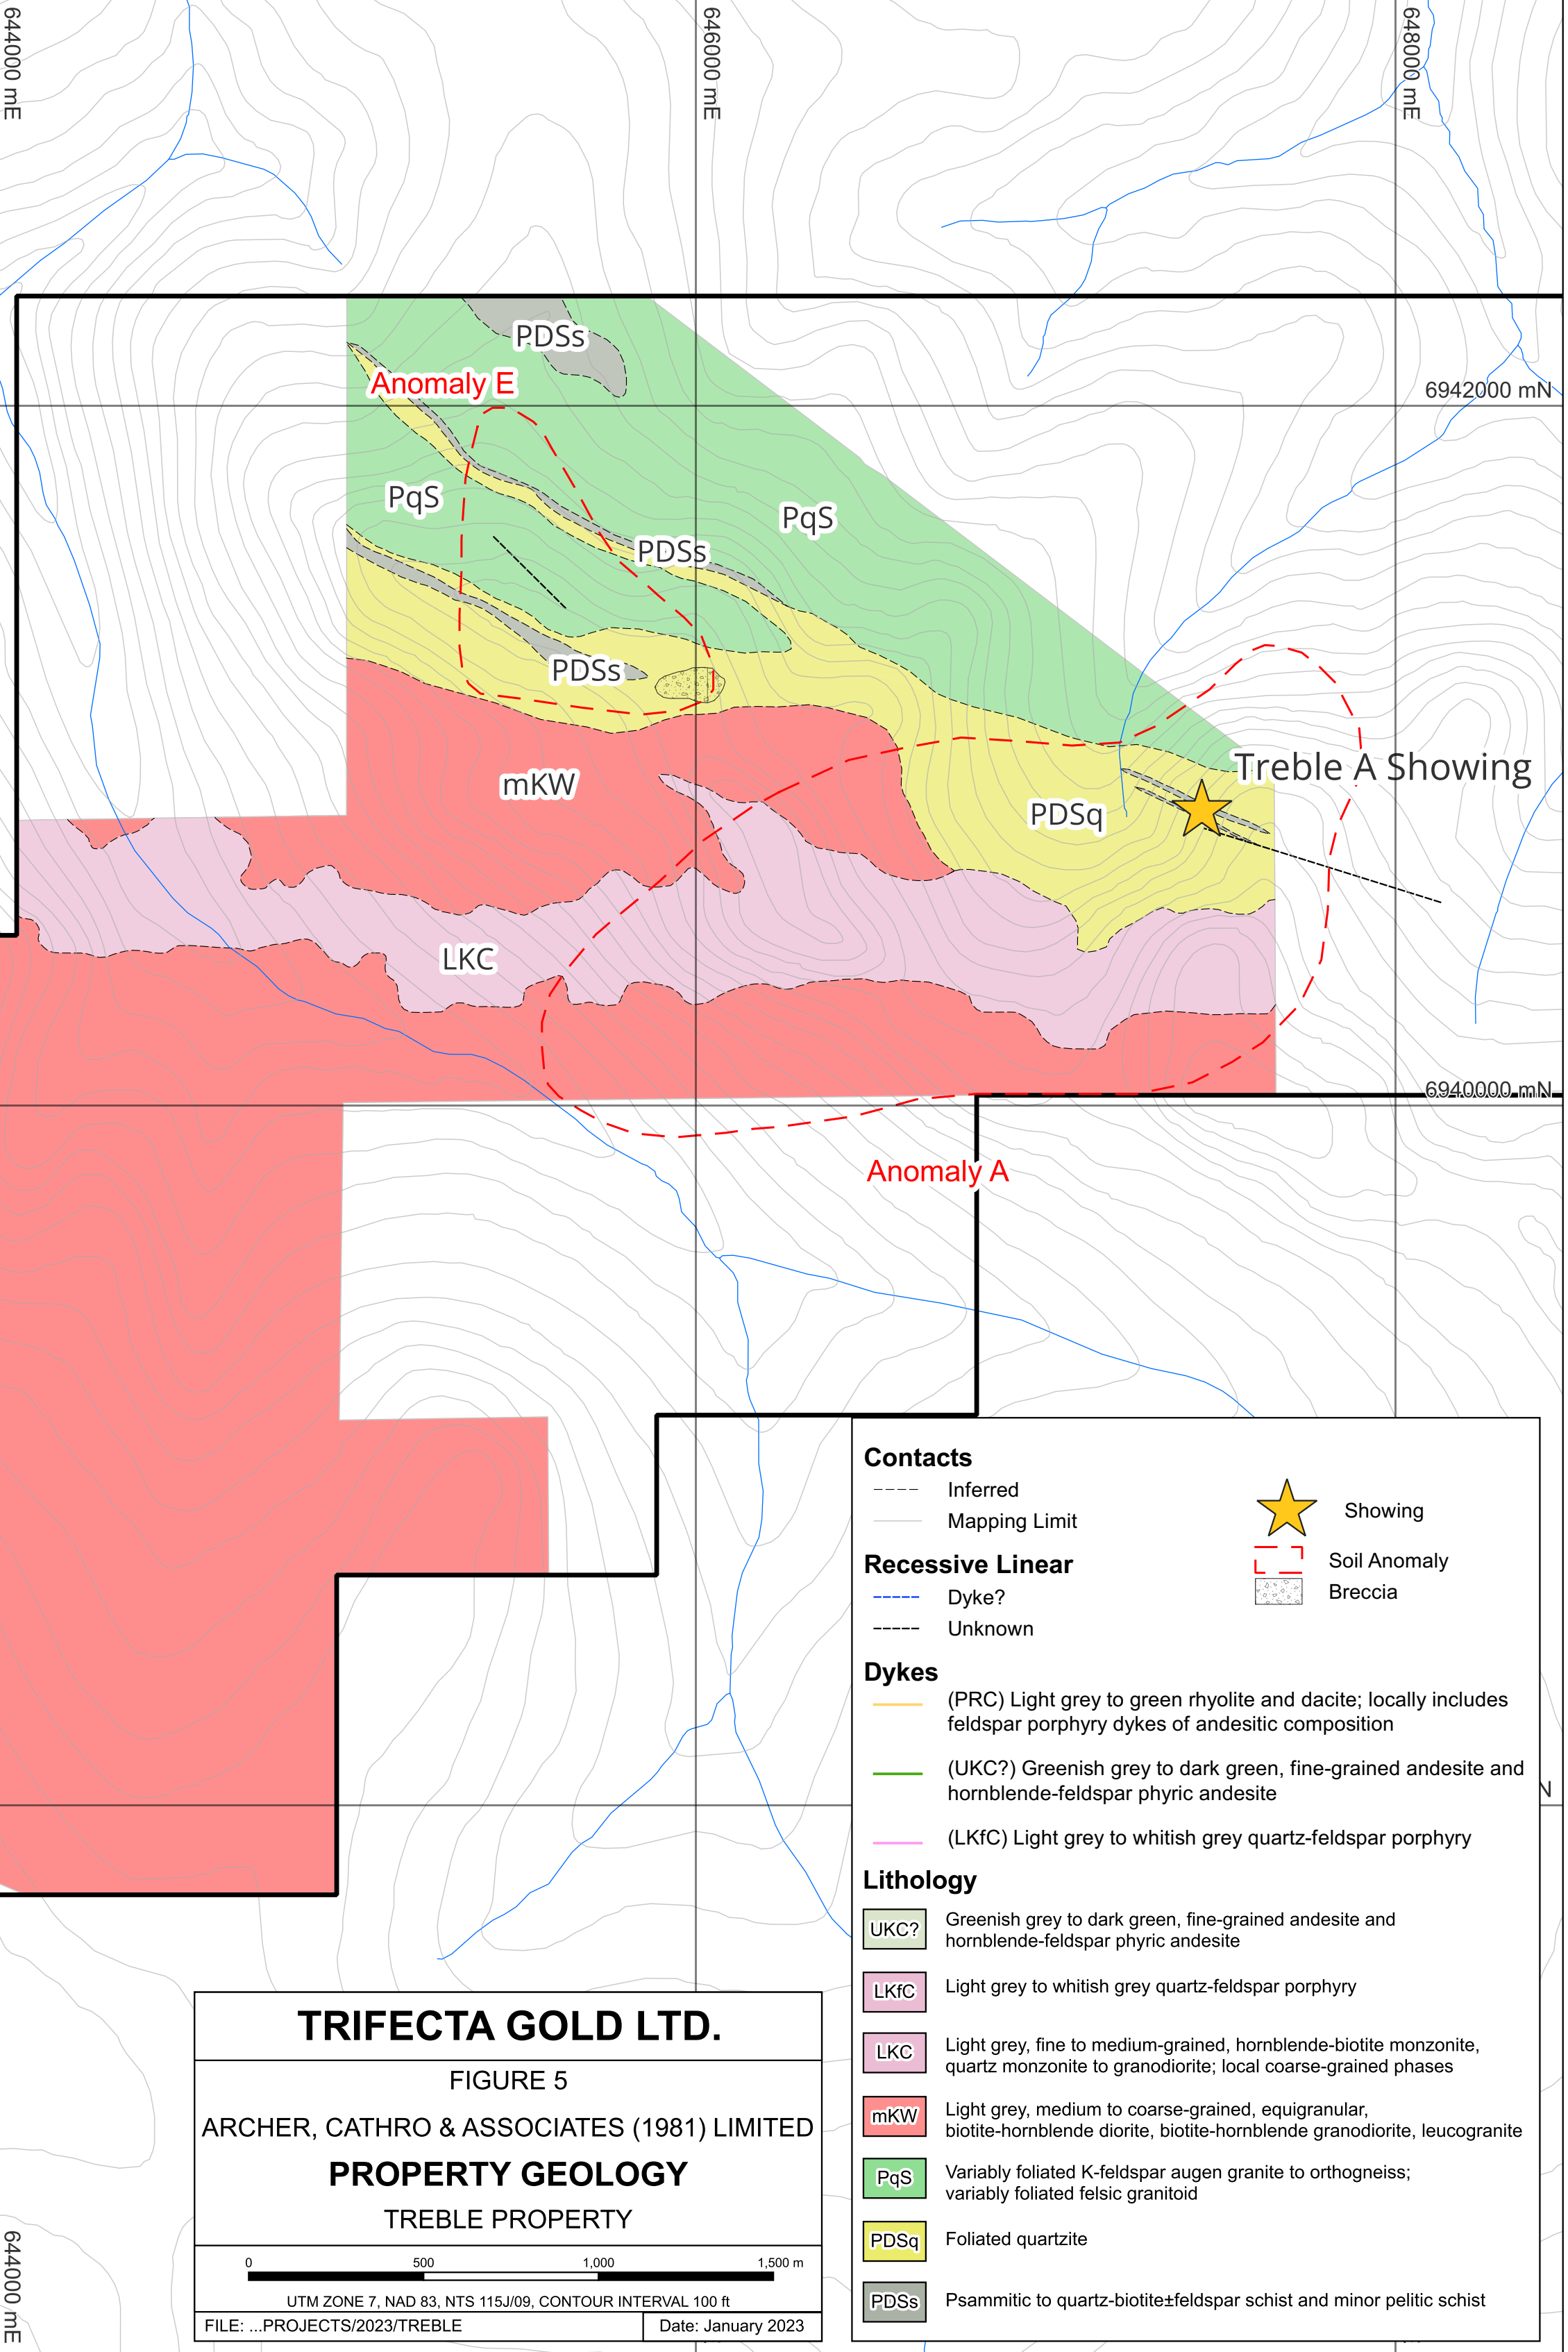 644000 mE
646000 mE
648000 mE
PDSs
Anomaly E
6942000 mN
PqS
PqS
PDSs
PDSs
Treble A Showing
mKW
PDSq
LKC
6940000 mN
Anomaly A
Contacts
Inferred
Mapping Limit
Showing
Recessive Linear
Soil Anomaly
Dyke?
Breccia
Unknown
Dykes
(PRC) Light grey to green rhyolite and dacite; locally includes
feldspar porphyry dykes of andesitic composition
(UKC?) Greenish grey to dark green, fine-grained andesite and
hornblende-feldspar phyric andesite
N
(LKfC) Light grey to whitish grey quartz-feldspar porphyry
Lithology
UKC?
Greenish grey to dark green, fine-grained andesite and
hornblende-feldspar phyric andesite
LKfC
Light grey to whitish grey quartz-feldspar porphyry
LKC
Light grey, fine to medium-grained, hornblende-biotite monzonite,
quartz monzonite to granodiorite; local coarse-grained phases
mKW
Light grey, medium to coarse-grained, equigranular,
biotite-hornblende diorite, biotite-hornblende granodiorite, leucogranite
PqS
Variably foliated K-feldspar augen granite to orthogneiss;
variably foliated felsic granitoid
PDSq
Foliated quartzite
PDSs
Psammitic to quartz-biotite±feldspar schist and minor pelitic schist
TRIFECTA GOLD LTD.
FIGURE 5
ARCHER, CATHRO & ASSOCIATES (1981) LIMITED
PROPERTY GEOLOGY
TREBLE PROPERTY
0 500 1,000 1,500 m
UTM ZONE 7, NAD 83, NTS 115J/09, CONTOUR INTERVAL 100 ft
FILE: ...PROJECTS/2023/TREBLE
Date: January 2023
644000 mE